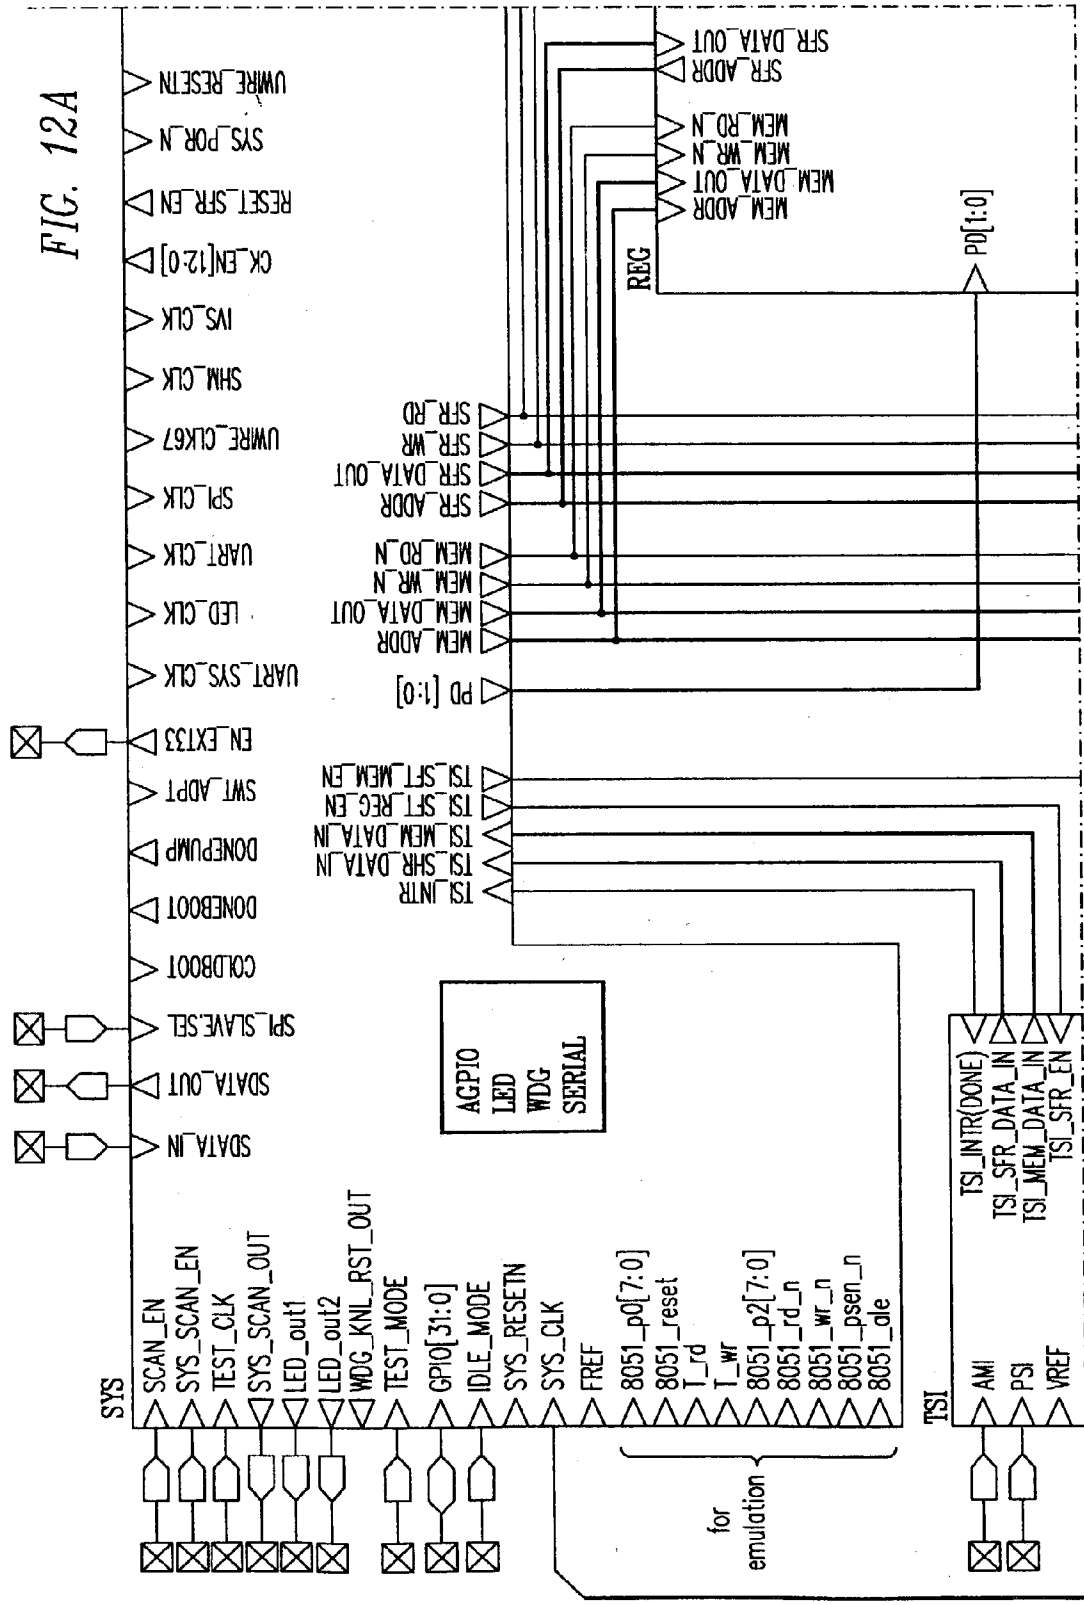 FIG. 12A
UWIRE_RESETN
SYS_POR_N
RESET_SFR_EN
CK_EN[12:0]
IVS_CLK
SHM_CLK
UWIRE_CLK67
SPI_CLK
UART_CLK
LED_CLK
UART_SYS_CLK
EN_EXT33
SWT_ADPT
DONEPUMP
DONEBOOT
COLDBOOT
SPI_SLAVE.SEL
SDATA_OUT
SDATA_IN
SYS
SCAN_EN
SYS_SCAN_EN
TEST_CLK
SYS_SCAN_OUT
LED_out1
LED_out2
WDG_KNL_RST_OUT
TEST_MODE
GPIO[31:0]
IDLE_MODE
SYS_RESETN
SYS_CLK
FREF
8051_p0[7:0]
8051_reset
T_rd
T_wr
8051_p2[7:0]
8051_rd_n
8051_wr_n
8051_psen_n
8051_ale
for
emulation
AGPIO
LED
WDG
SERIAL
SFR_RD
SFR_WR
SFR_DATA_OUT
SFR_ADDR
MEM_RD_N
MEM_WR_N
MEM_DATA_OUT
MEM_ADDR
PD [1:0]
TSI_SFT_MEM_EN
TSI_SFT_REG_EN
TSI_MEM_DATA_IN
TSI_SHR_DATA_IN
TSI_INTR
REG
SFR_DATA_OUT
SFR_ADDR
MEM_RD_N
MEM_WR_N
MEM_DATA_OUT
MEM_ADDR
PD[1:0]
TSI
AMI
PSI
VREF
TSI_INTR(DONE)
TSI_SFR_DATA_IN
TSI_MEM_DATA_IN
TSI_SFR_EN